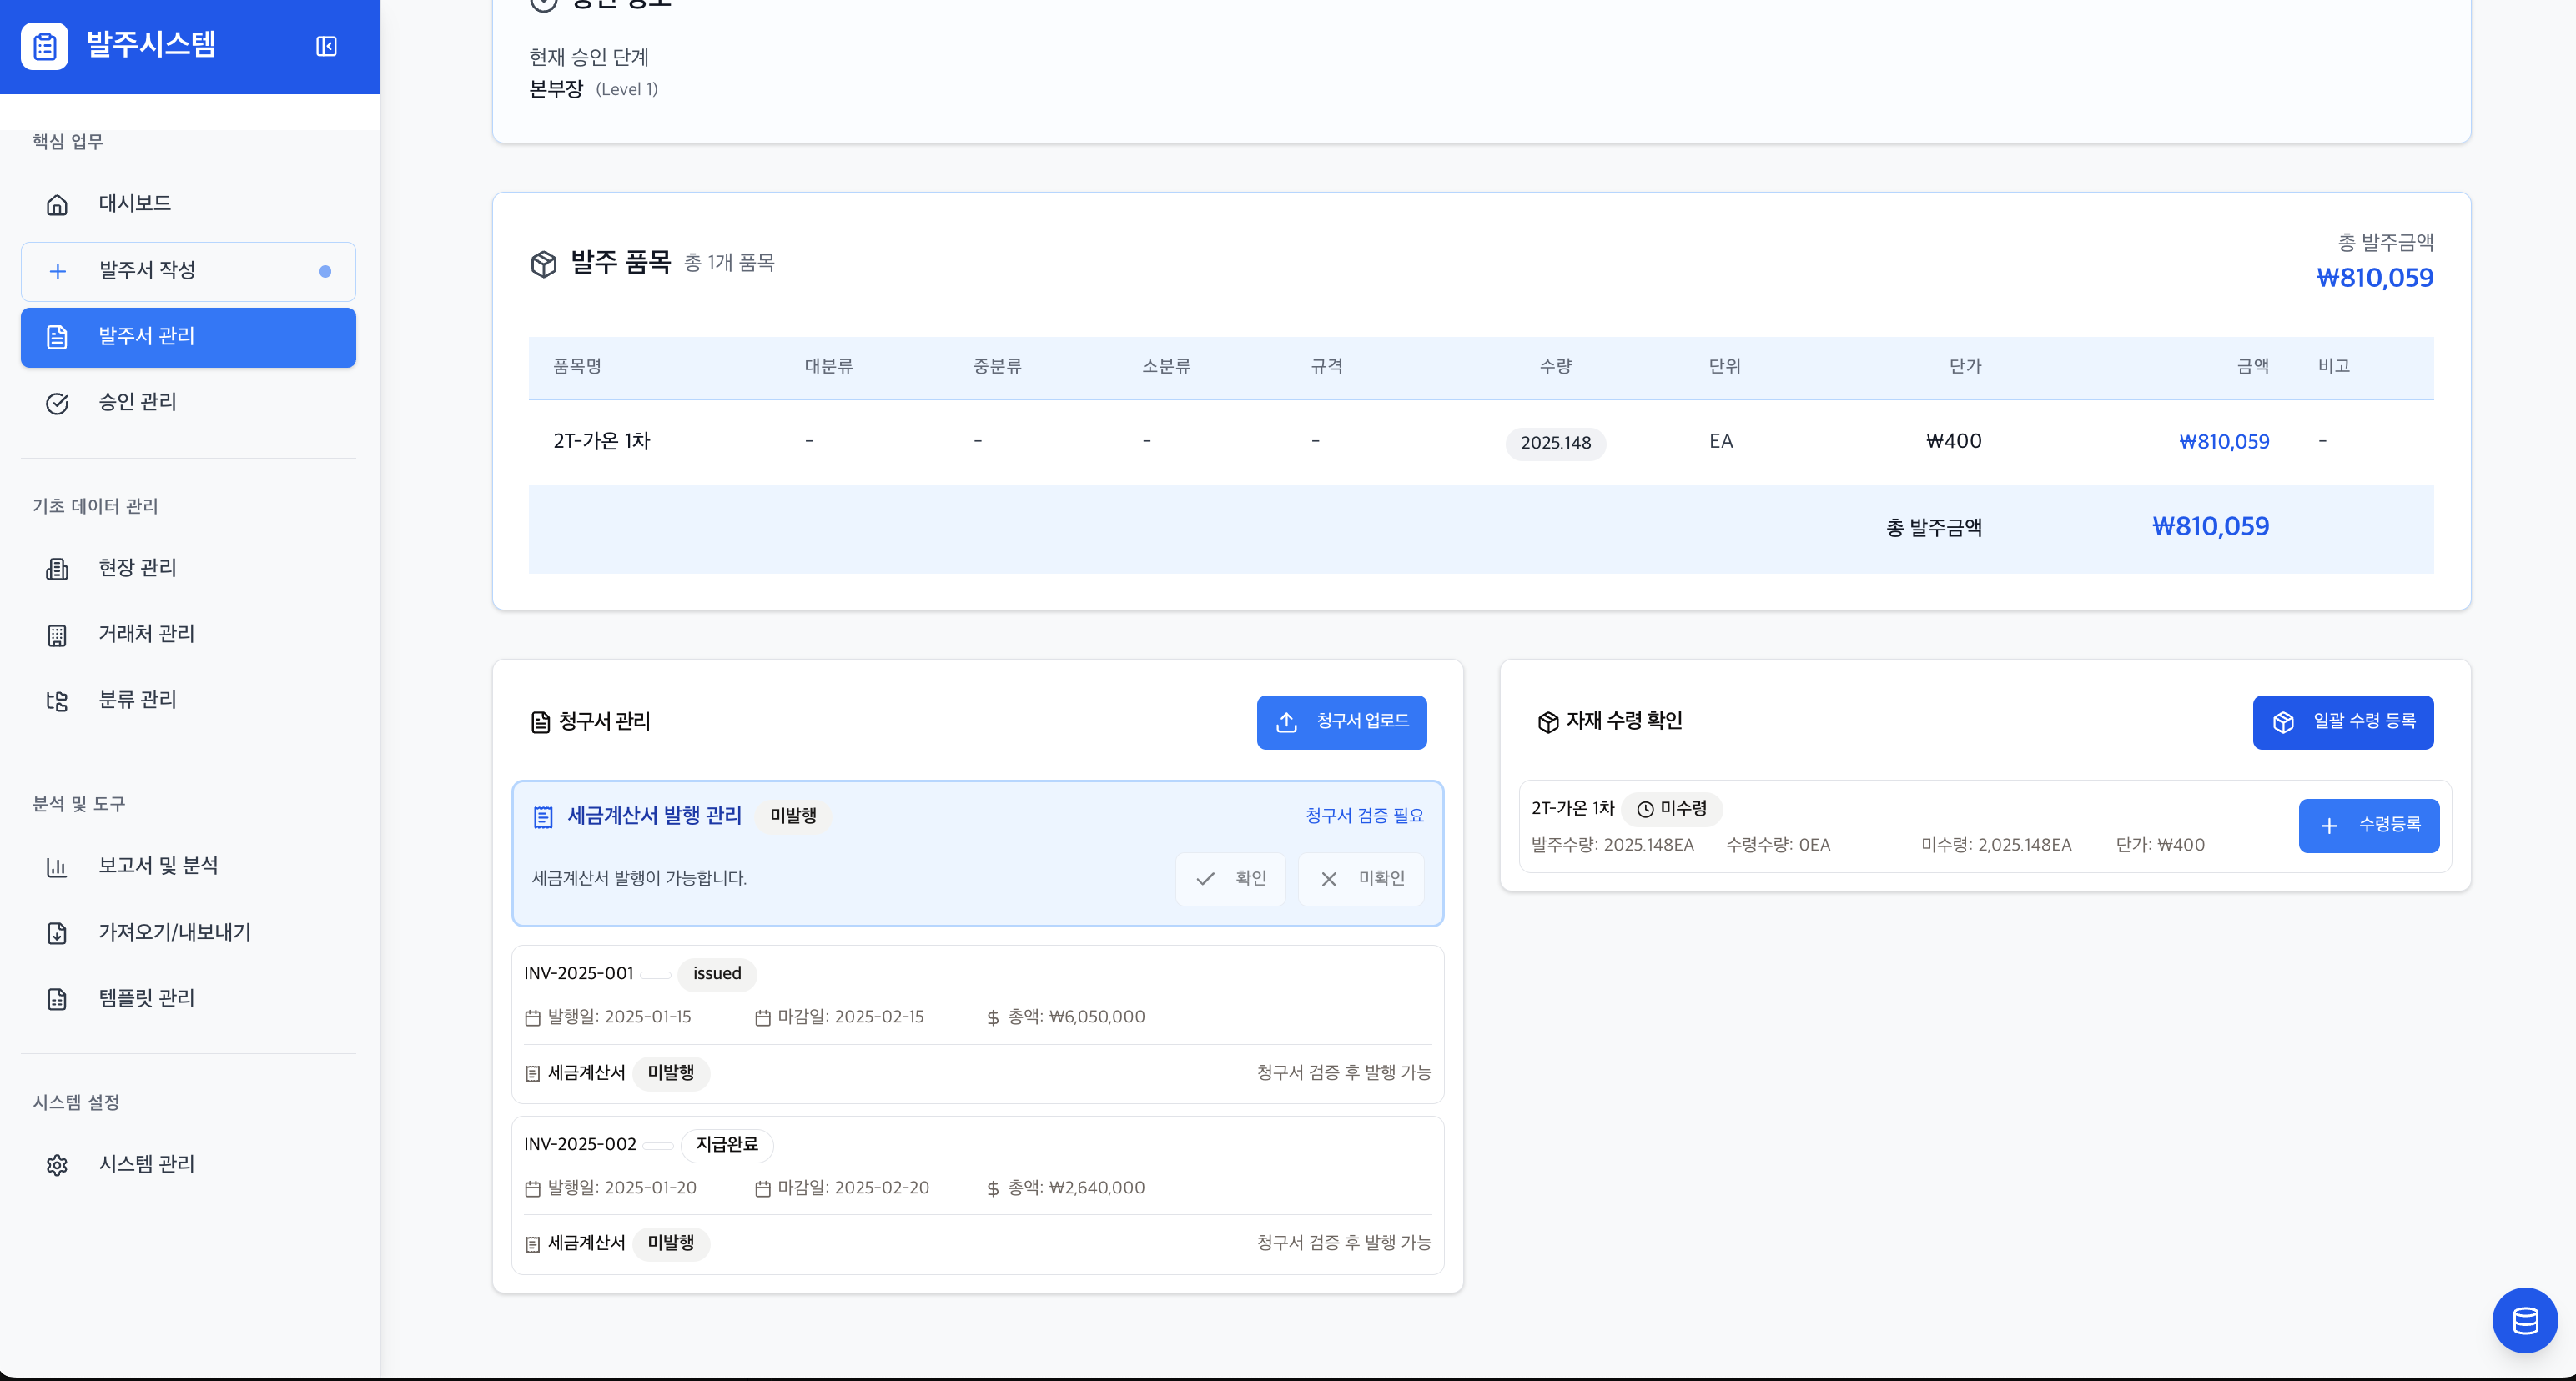 발주시스템
핵심 업무
대시보드
발주서 작성
발주서 관리
승인 관리
기초 데이터 관리
현장 관리
거래처 관리
분류 관리
분석 및 도구
보고서 및 분석
가져오기/내보내기
템플릿 관리
시스템 설정
시스템 관리
현재 승인 단계
본부장 (Level 1)
발주 품목 총 1개 품목
총 발주금액
₩810,059
품목명 대분류 중분류 소분류 규격 수량 단위 단가 금액 비고
2T-가온 1차 - - - - 2025.148 EA ₩400 ₩810,059 -
총 발주금액 ₩810,059
청구서 관리 청구서 업로드
세금계산서 발행 관리 미발행 청구서 검증 필요
세금계산서 발행이 가능합니다. 확인 미확인
INV-2025-001 issued
발행일: 2025-01-15 마감일: 2025-02-15 총액: ₩6,050,000
세금계산서 미발행 청구서 검증 후 발행 가능
INV-2025-002 지급완료
발행일: 2025-01-20 마감일: 2025-02-20 총액: ₩2,640,000
세금계산서 미발행 청구서 검증 후 발행 가능
자재 수령 확인 일괄 수령 등록
2T-가온 1차 미수령
발주수량: 2025.148EA 수령수량: 0EA 미수령: 2,025.148EA 단가: ₩400
수령등록